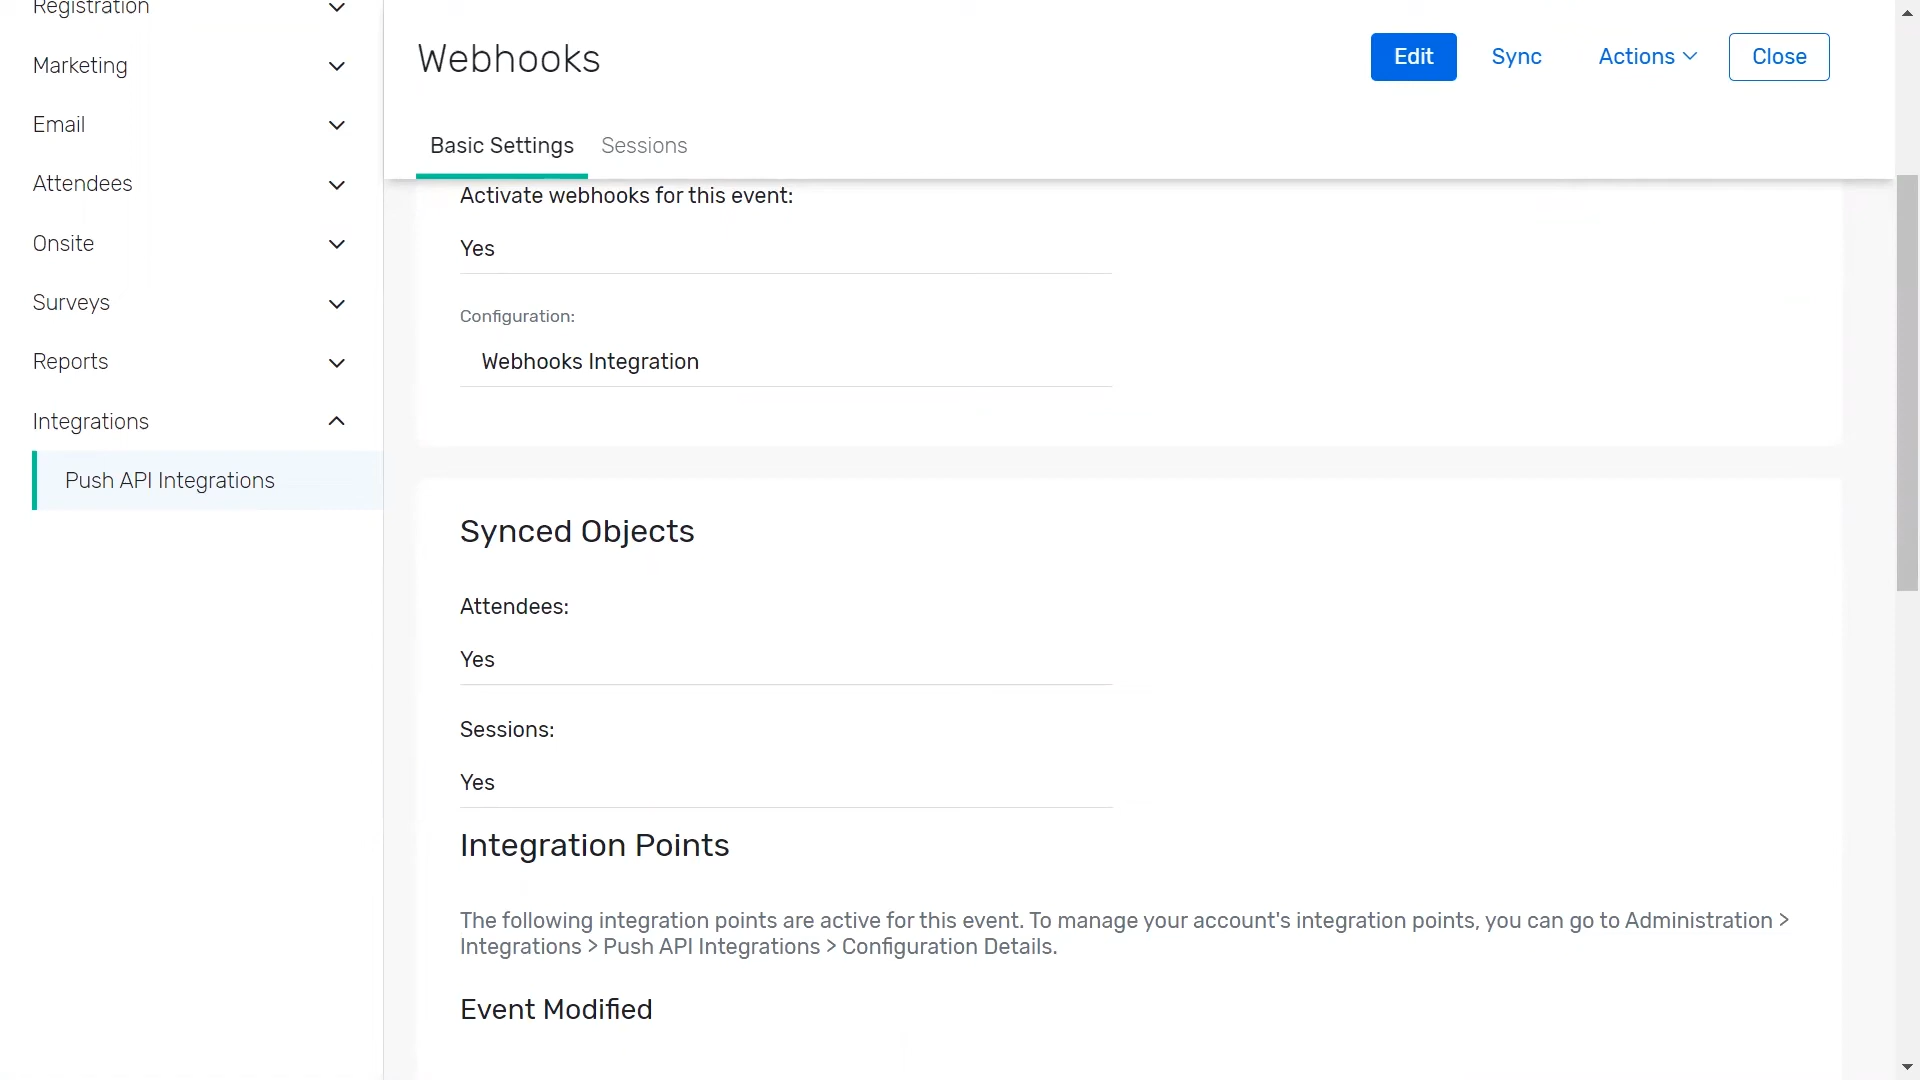 Registration
Marketing
Email
Attendees
Onsite
Surveys
Reports
Integrations
Push API Integrations
Webhooks
Edit
Sync
Actions
Close
Basic Settings
Sessions
Activate webhooks for this event:
Yes
Configuration:
Webhooks Integration
Synced Objects
Attendees:
Yes
Sessions:
Yes
Integration Points
The following integration points are active for this event. To manage your account's integration points, you can go to Administration >
Integrations > Push API Integrations > Configuration Details.
Event Modified